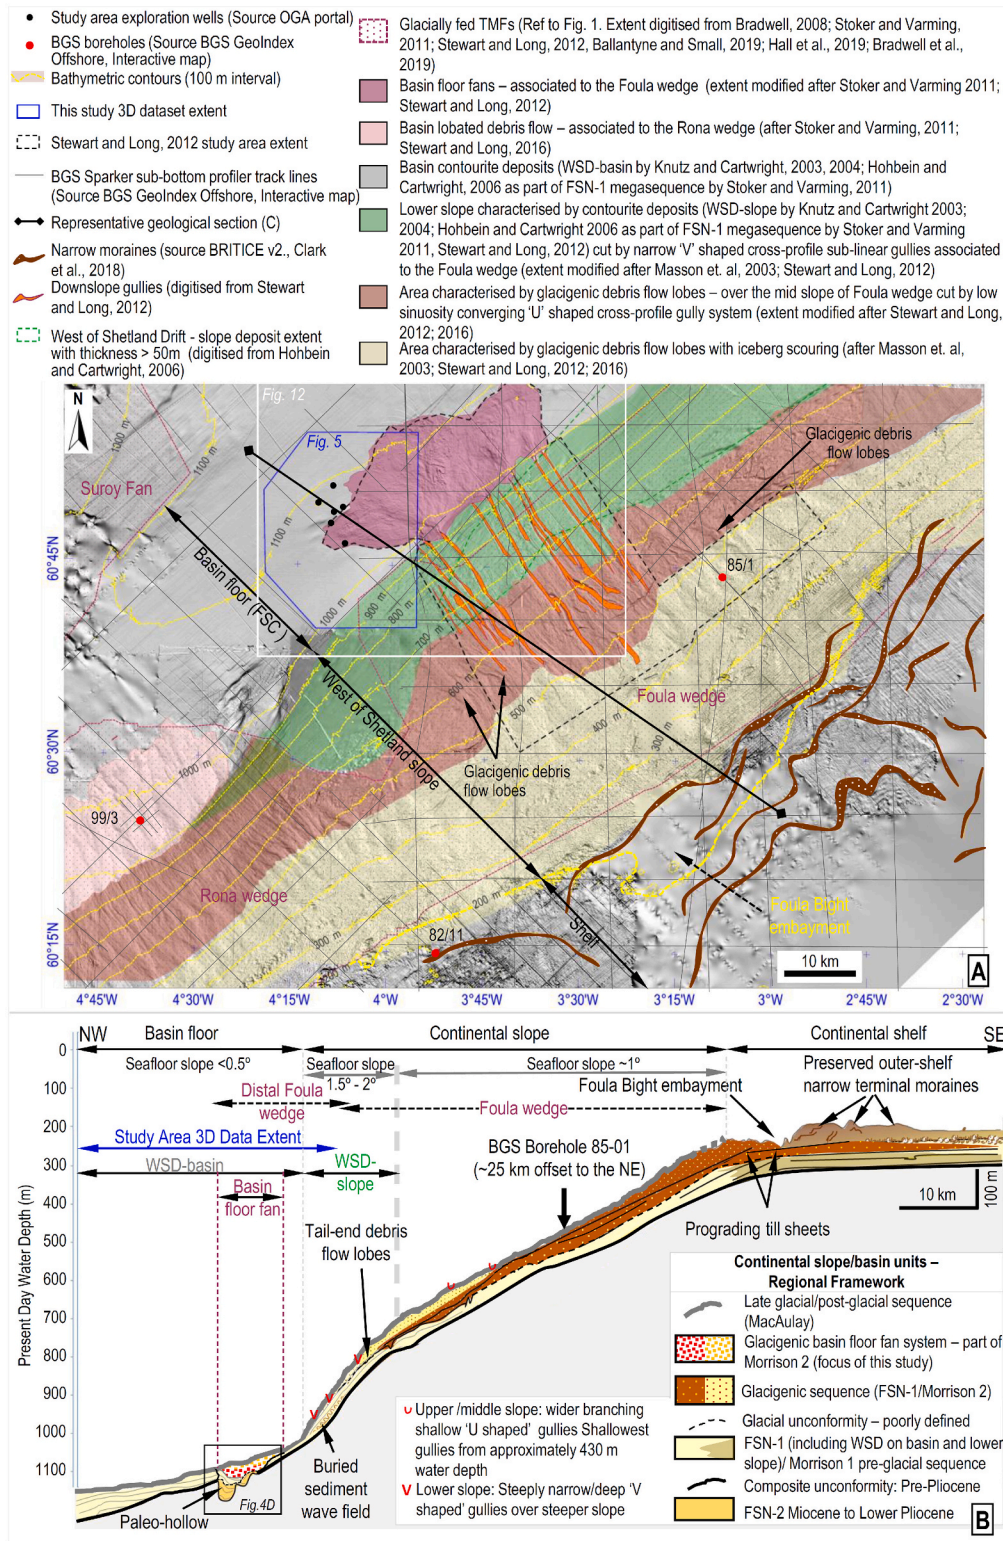 Study area exploration wells (Source OGA portal)
BGS boreholes (Source BGS GeoIndex
Offshore, Interactive map)
Bathymetric contours (100 m interval)
This study 3D dataset extent
Stewart and Long, 2012 study area extent
BGS Sparker sub-bottom profiler track lines
(Source BGS GeoIndex Offshore, Interactive map)
Representative geological section (C)
Narrow moraines (source BRITICE v2., Clark
et al., 2018)
Downslope gullies (digitised from Stewart
and Long, 2012)
West of Shetland Drift - slope deposit extent
with thickness > 50m (digitised from Hohbein
and Cartwright, 2006)
Glacially fed TMFs (Ref to Fig. 1. Extent digitised from Bradwell, 2008; Stoker and Varming,
2011; Stewart and Long, 2012, Ballantyne and Small, 2019; Hall et al., 2019; Bradwell et al.,
2019)
Basin floor fans – associated to the Foula wedge (extent modified after Stoker and Varming 2011;
Stewart and Long, 2012)
Basin lobated debris flow – associated to the Rona wedge (after Stoker and Varming, 2011;
Stewart and Long, 2016)
Basin contourite deposits (WSD-basin by Knutz and Cartwright, 2003, 2004; Hohbein and
Cartwright, 2006 as part of FSN-1 megasequence by Stoker and Varming, 2011)
Lower slope characterised by contourite deposits (WSD-slope by Knutz and Cartwright 2003;
2004; Hohbein and Cartwright 2006 as part of FSN-1 megasequence by Stoker and Varming
2011, Stewart and Long, 2012) cut by narrow ‘V’ shaped cross-profile sub-linear gullies associated
to the Foula wedge (extent modified after Masson et. al, 2003; Stewart and Long, 2012)
Area characterised by glacigenic debris flow lobes – over the mid slope of Foula wedge cut by low
sinuosity converging ‘U’ shaped cross-profile gully system (extent modified after Stewart and Long,
2012; 2016)
Area characterised by glacigenic debris flow lobes with iceberg scouring (after Masson et. al,
2003; Stewart and Long, 2012; 2016)
N
Fig. 12
Fig. 5
1000 m
1100 m
Suroy Fan
Glacigenic debris
flow lobes
1100 m
85/1
60°45'N
Basin floor (FSC)
1000 m
900 m
800 m
700 m
600 m
500 m
400 m
300 m
Foula wedge
West of Shetland slope
60°30'N
1000 m
Glacigenic debris
flow lobes
99/3
Rona wedge
200 m
300 m
200 m
Foula Bight
embayment
Shelf
82/11
60°15'N
10 km
A
4°45'W
4°30'W
4°15'W
4°W
3°45'W
3°30'W
3°15'W
3°W
2°45'W
2°30'W
NW
Basin floor
Continental slope
Continental shelf
SE
Seafloor slope <0.5º
Seafloor slope
1.5º - 2º
Seafloor slope ~1º
Preserved outer-shelf
narrow terminal moraines
Foula Bight embayment
Distal Foula
wedge
Foula wedge
Study Area 3D Data Extent
WSD-basin
WSD-
slope
Basin
floor fan
BGS Borehole 85-01
(~25 km offset to the NE)
10 km
100 m
Tail-end debris
flow lobes
Prograding till sheets
Present Day Water Depth (m)
0
100
200
300
400
500
600
700
800
900
1000
1100
Continental slope/basin units –
Regional Framework
Late glacial/post-glacial sequence
(MacAulay)
Glacigenic basin floor fan system – part of
Morrison 2 (focus of this study)
Glacigenic sequence (FSN-1/Morrison 2)
Glacial unconformity – poorly defined
FSN-1 (including WSD on basin and lower
slope)/ Morrison 1 pre-glacial sequence
Composite unconformity: Pre-Pliocene
FSN-2 Miocene to Lower Pliocene
Upper /middle slope: wider branching
shallow ‘U shaped’ gullies Shallowest
gullies from approximately 430 m
water depth
Lower slope: Steeply narrow/deep ‘V
shaped’ gullies over steeper slope
Buried
sediment
wave field
Fig.4D
Paleo-hollow
B